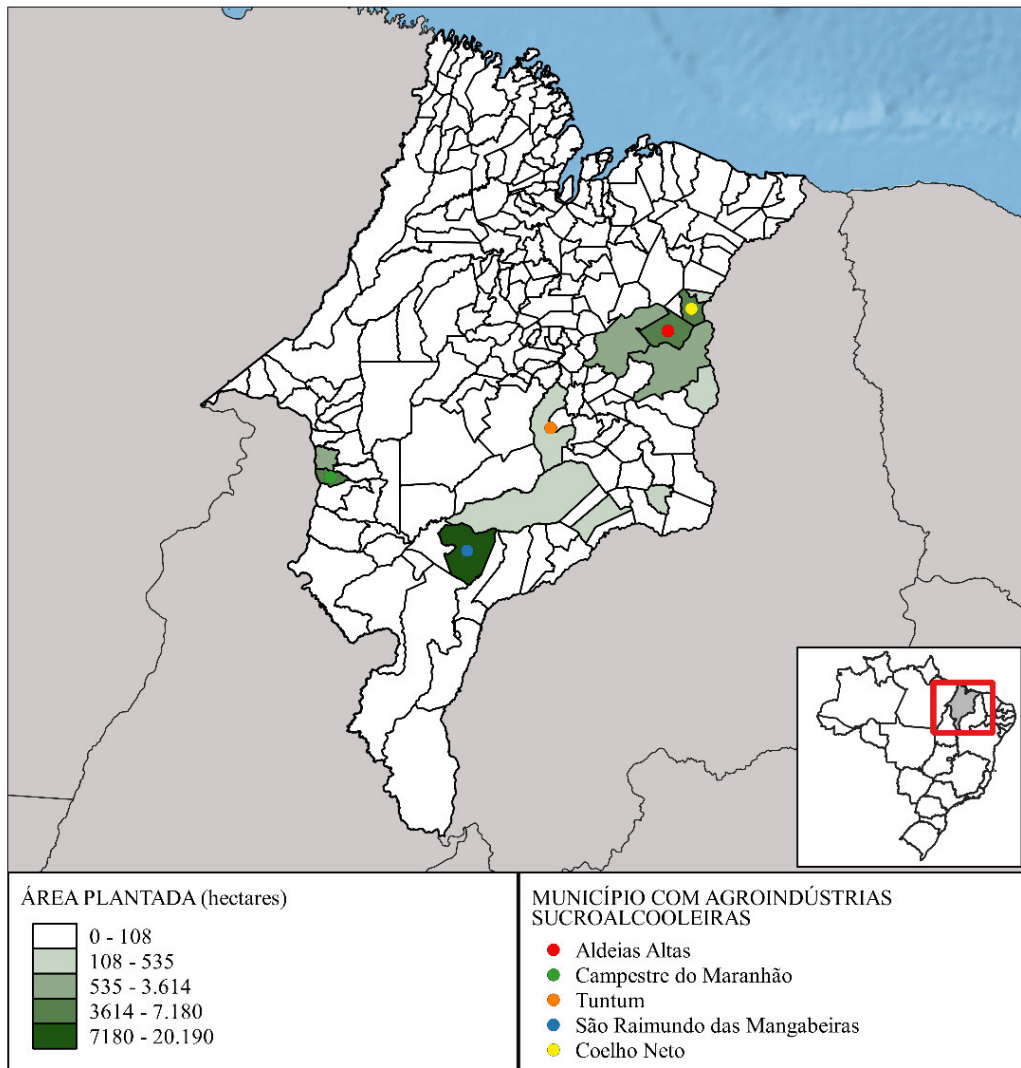 ÁREA PLANTADA (hectares)
0 - 108
108 - 535
535 - 3.614
3614 - 7.180
7180 - 20.190
MUNICÍPIO COM AGROINDÚSTRIAS
SUCROALCOOLEIRAS
Aldeias Altas
Campestre do Maranhão
Tuntum
São Raimundo das Mangabeiras
Coelho Neto